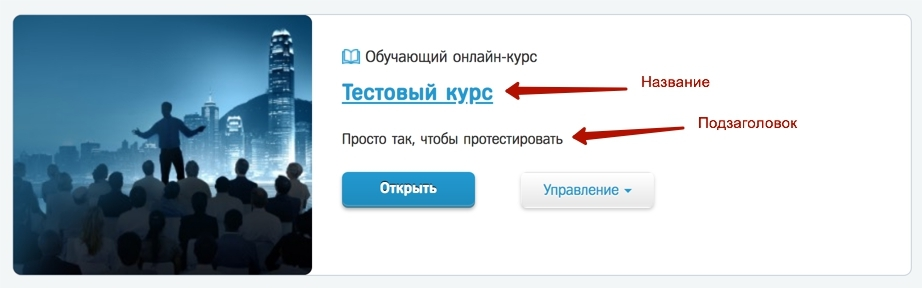 Обучающий онлайн-курс
Тестовый курс
Название
Подзаголовок
Просто так, чтобы протестировать
Открыть
Управление